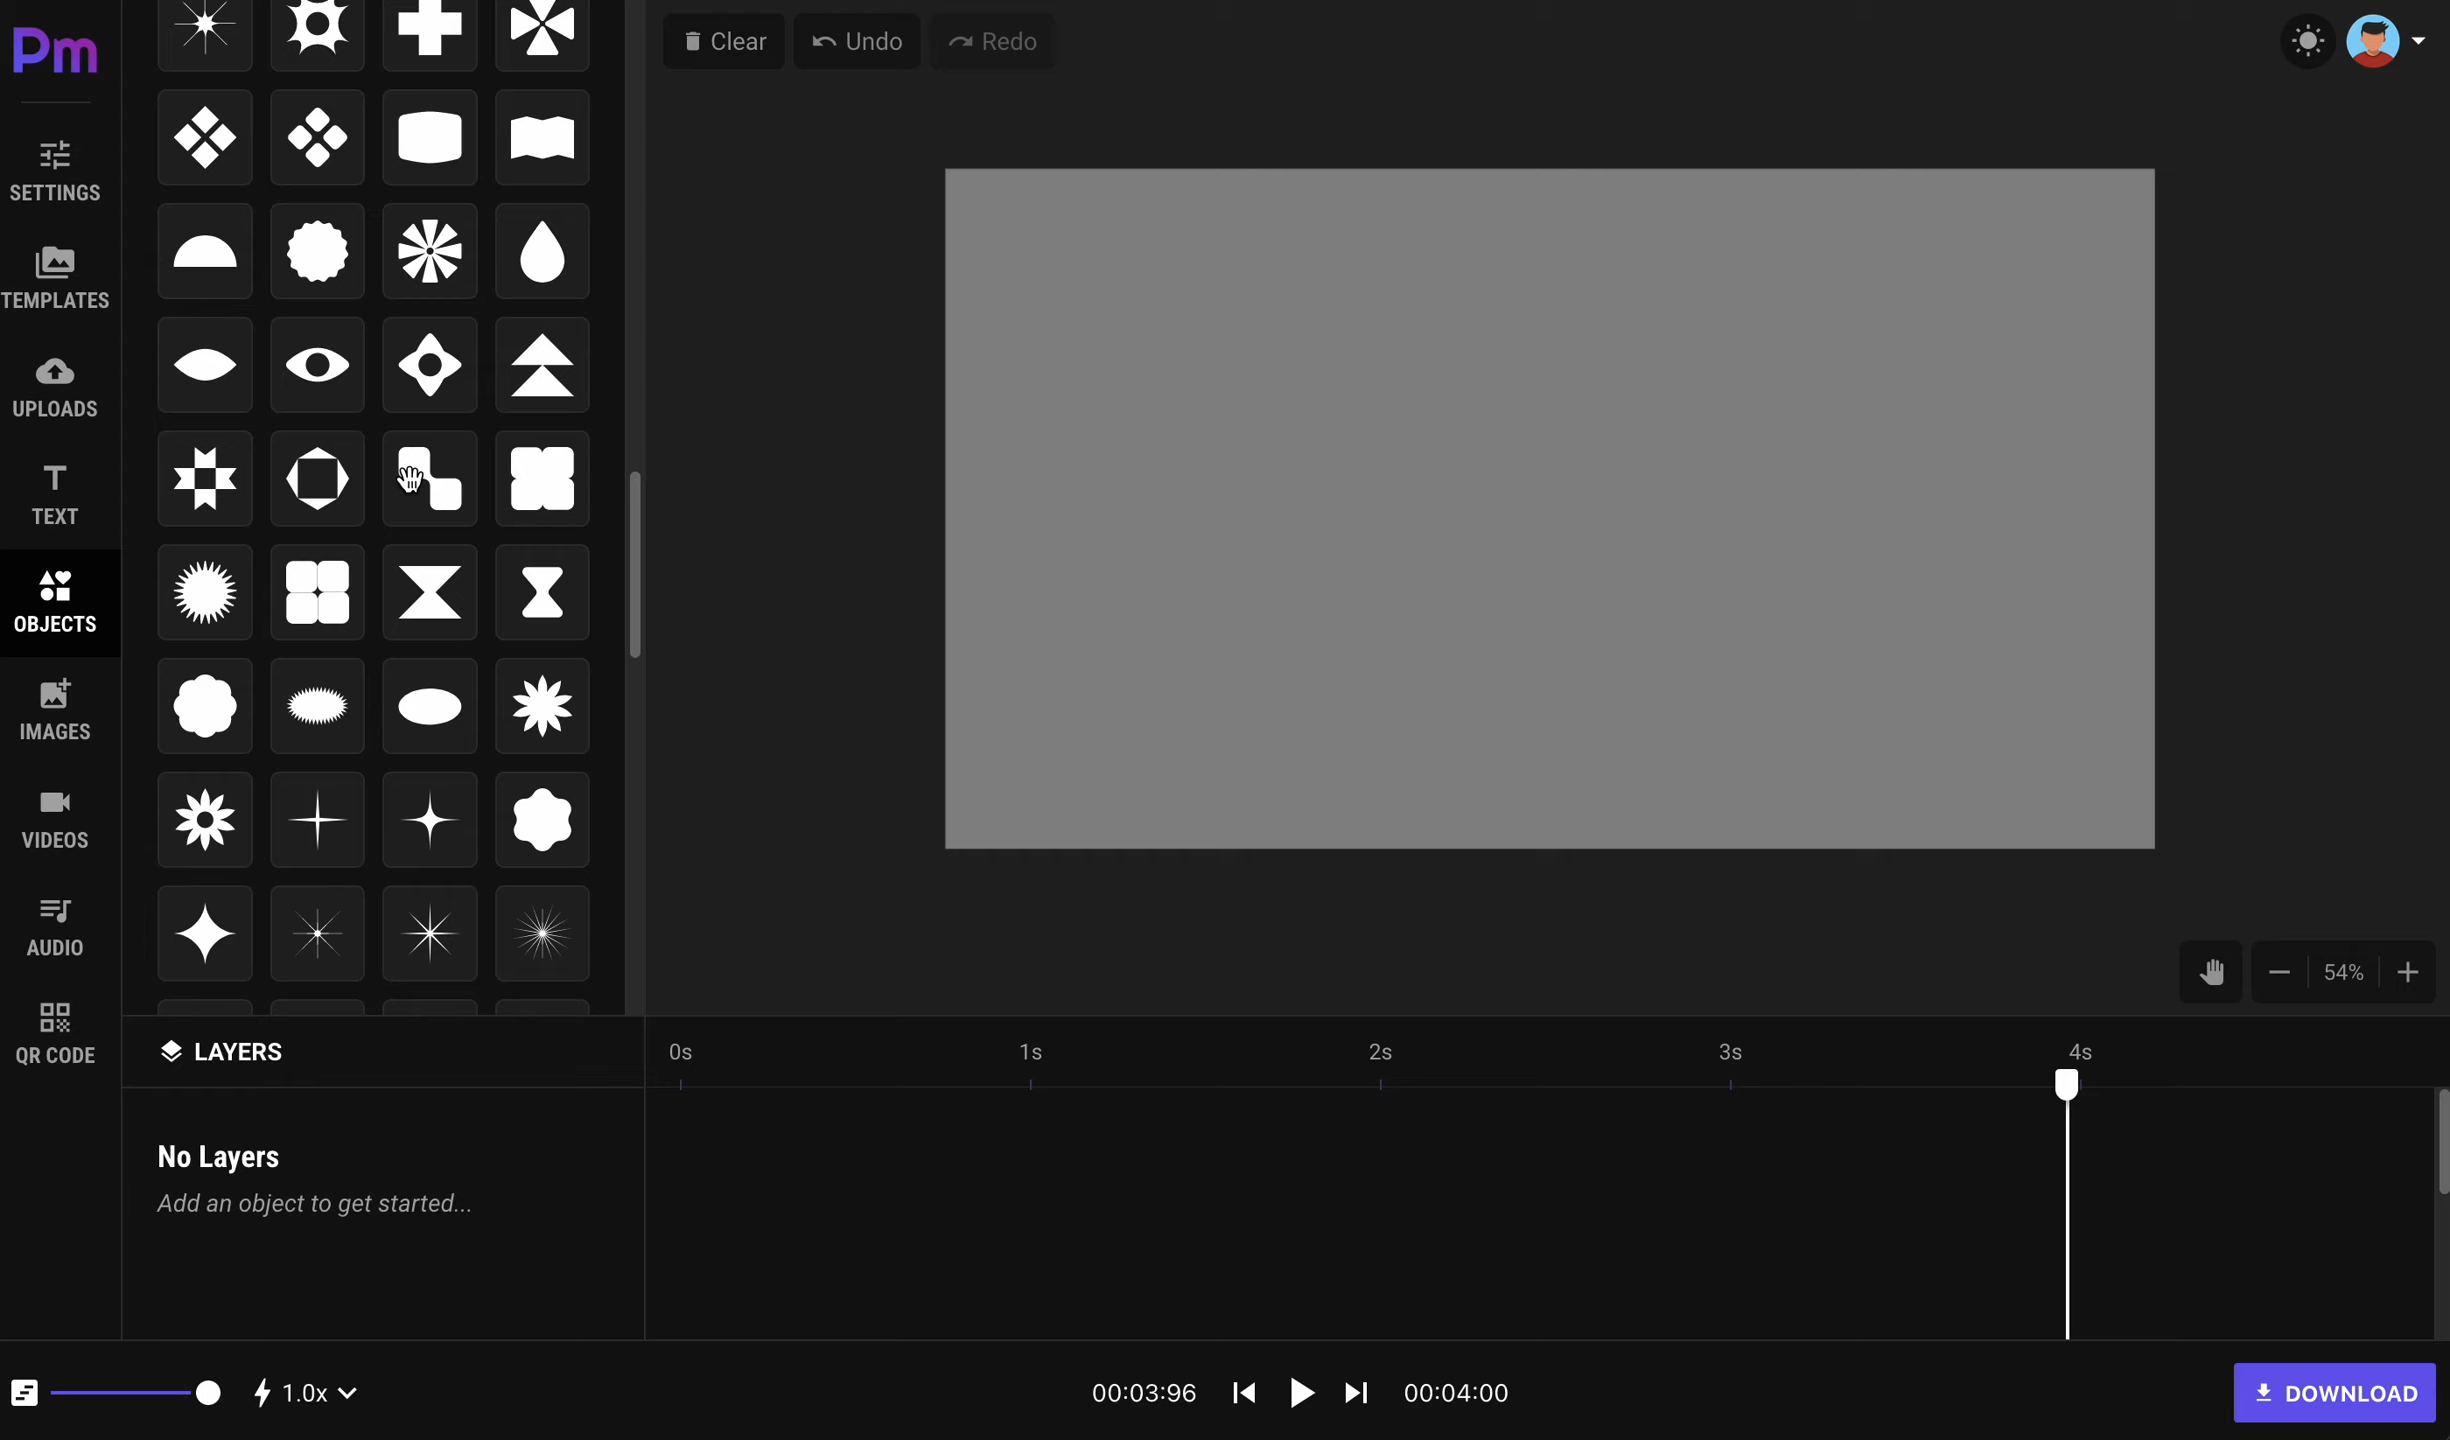 Pm
Clear
Undo
Redo
SETTINGS
TEMPLATES
UPLOADS
TEXT
OBJECTS
IMAGES
VIDEOS
AUDIO
QR CODE
54%
LAYERS
0s
1s
2s
3s
4s
No Layers
Add an object to get started...
1.0x
00:03:96
00:04:00
DOWNLOAD